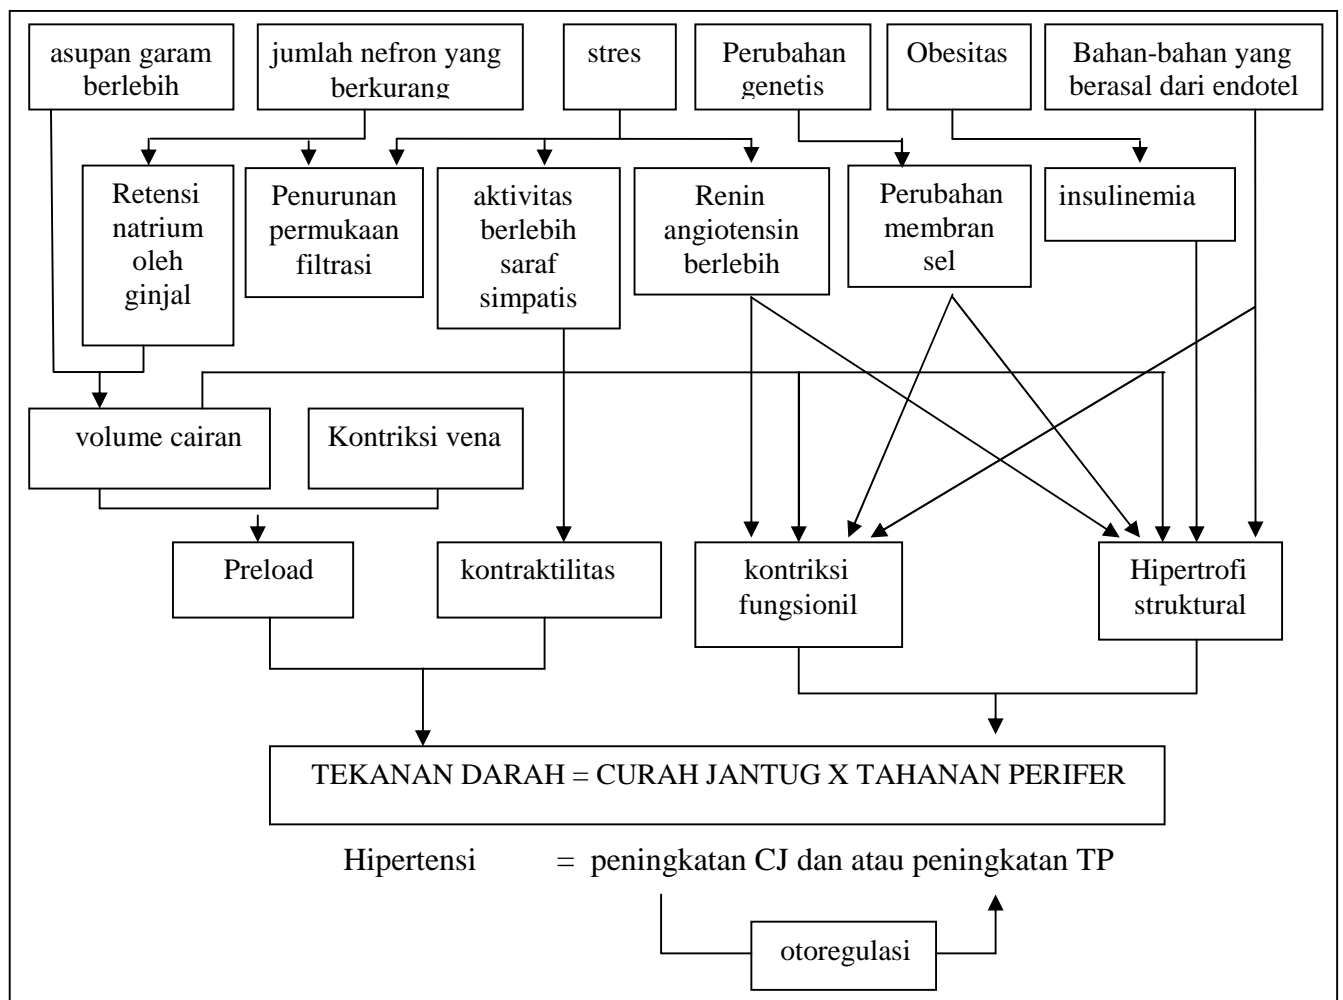 asupan garam
berlebih
jumlah nefron yang
berkurang
stres
Perubahan
genetis
Obesitas
Bahan-bahan yang
berasal dari endotel
Retensi
natrium
oleh
ginjal
Penurunan
permukaan
filtrasi
aktivitas
berlebih
saraf
simpatis
Renin
angiotensin
berlebih
Perubahan
membran
sel
insulinemia
volume cairan
Kontriksi vena
Preload
kontraktilitas
kontriksi
fungsionil
Hipertrofi
struktural
TEKANAN DARAH = CURAH JANTUG X TAHANAN PERIFER
Hipertensi = peningkatan CJ dan atau peningkatan TP
otoregulasi